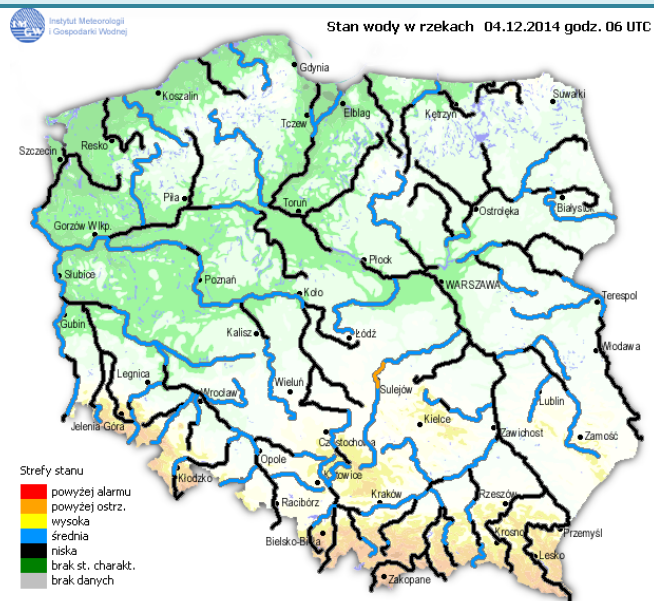 Instytut Meteorologii
i Gospodarki Wodnej
Stan wody w rzekach 04.12.2014 godz. 06 UTC
Gdynia
Koszalin
Suwałki
Tczew
Elbląg
Kętrzyn
Resko
Szczecin
Piła
Toruń
Ostrołęka
Białystok
Gorzów Wlkp.
Płock
Słubice
Poznań
Koło
WARSZAWA
Terespol
Gubin
Kalisz
Łódź
Włodawa
Legnica
Wieluń
Sulejów
Wrocław
Lublin
Jelenia Góra
Kielce
Zawichost
Zamość
Częstochowa
Opole
Kłodzko
Katowice
Racibórz
Kraków
Rzeszów
Bielsko-Biała
Krosno
Przemyśl
Lesko
Zakopane
Strefy stanu
powyżej alarmu
powyżej ostrz.
wysoka
średnia
niska
brak st. charakt.
brak danych